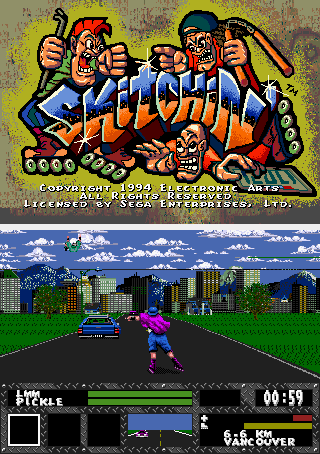 SKITCHIN'
TM
COPYRIGHT 1994 ELECTRONIC ARTS
ALL RIGHTS RESERVED
LICENSED BY SEGA ENTERPRISES, LTD.
LMM
PICKLE
00:59
6.6 KM
VANCOUVER